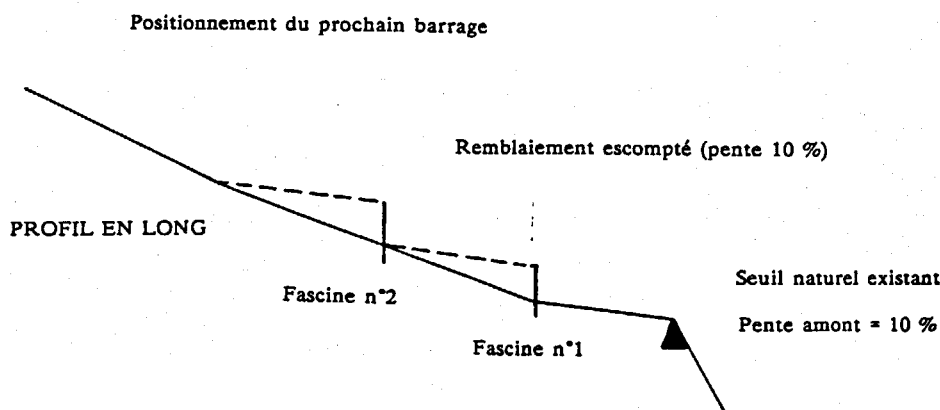 Positionnement du prochain barrage
Remblaiement escompté (pente 10 %)
PROFIL EN LONG
Fascine n°2
Seuil naturel existant
Pente amont = 10 %
Fascine n°1